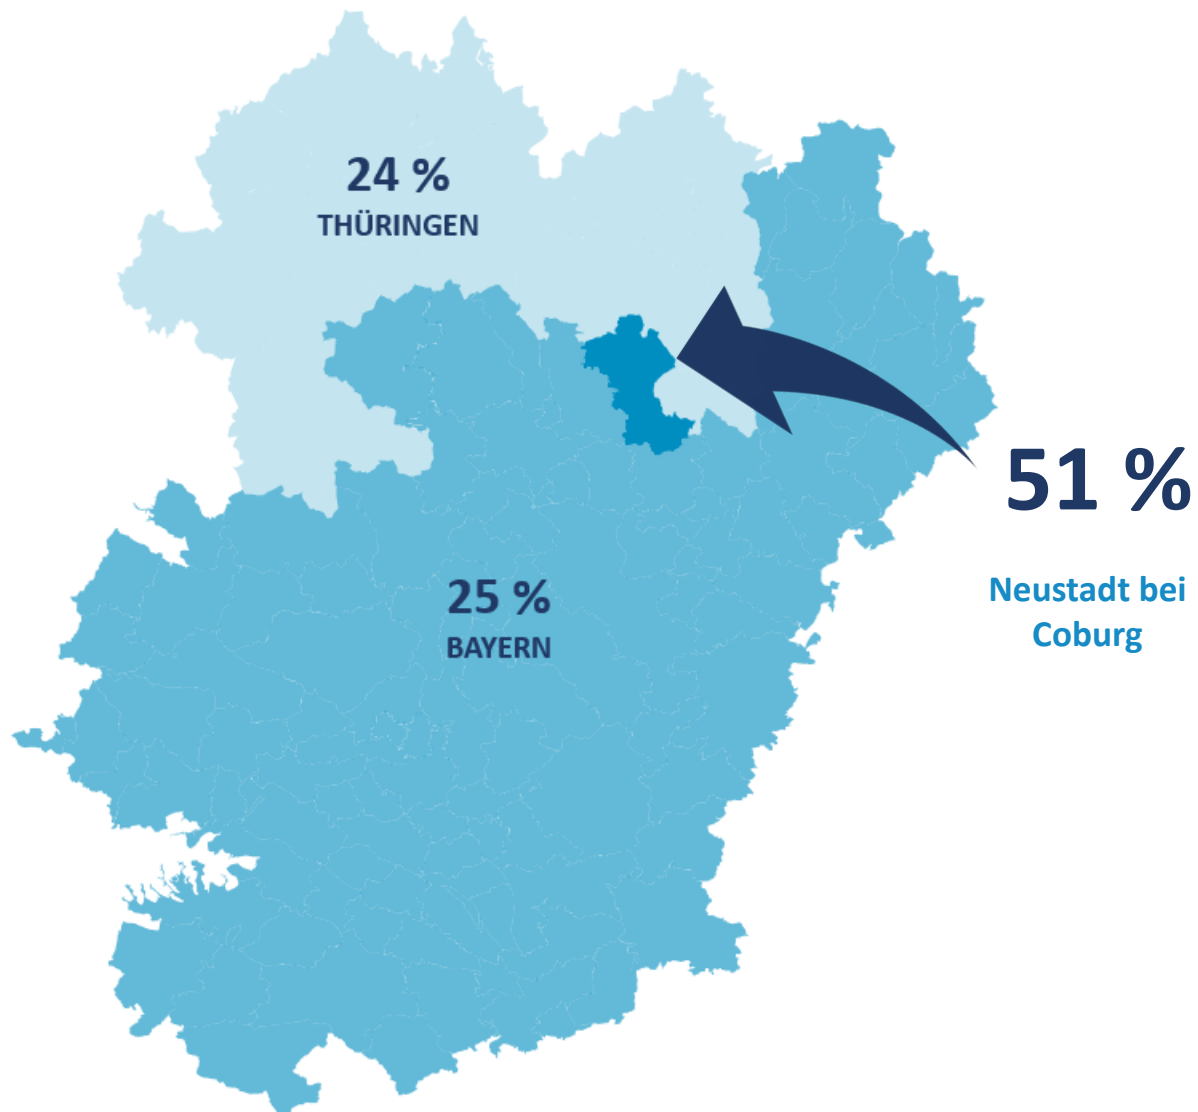 24 %
THÜRINGEN
51 %
25 %
BAYERN
Neustadt bei
Coburg